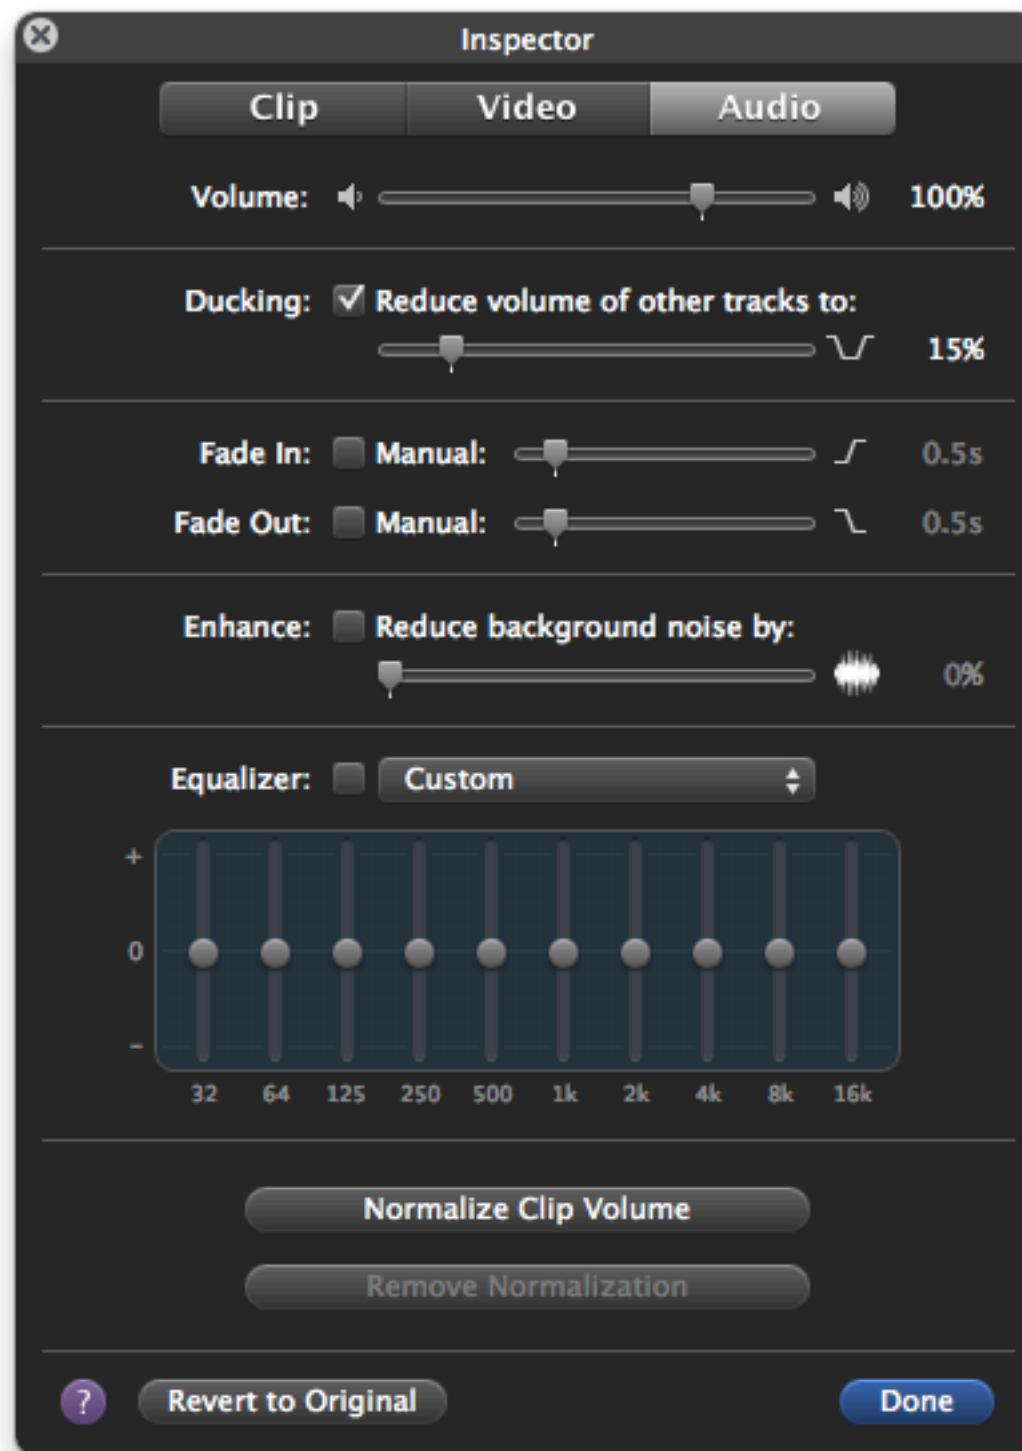 Inspector
Clip Video Audio
Volume: 100%
Ducking: Reduce volume of other tracks to:
15%
Fade In: Manual: 0.5s
Fade Out: Manual: 0.5s
Enhance: Reduce background noise by:
0%
Equalizer: Custom
+
0
-
32 64 125 250 500 1k 2k 4k 8k 16k
Normalize Clip Volume
Remove Normalization
? Revert to Original Done